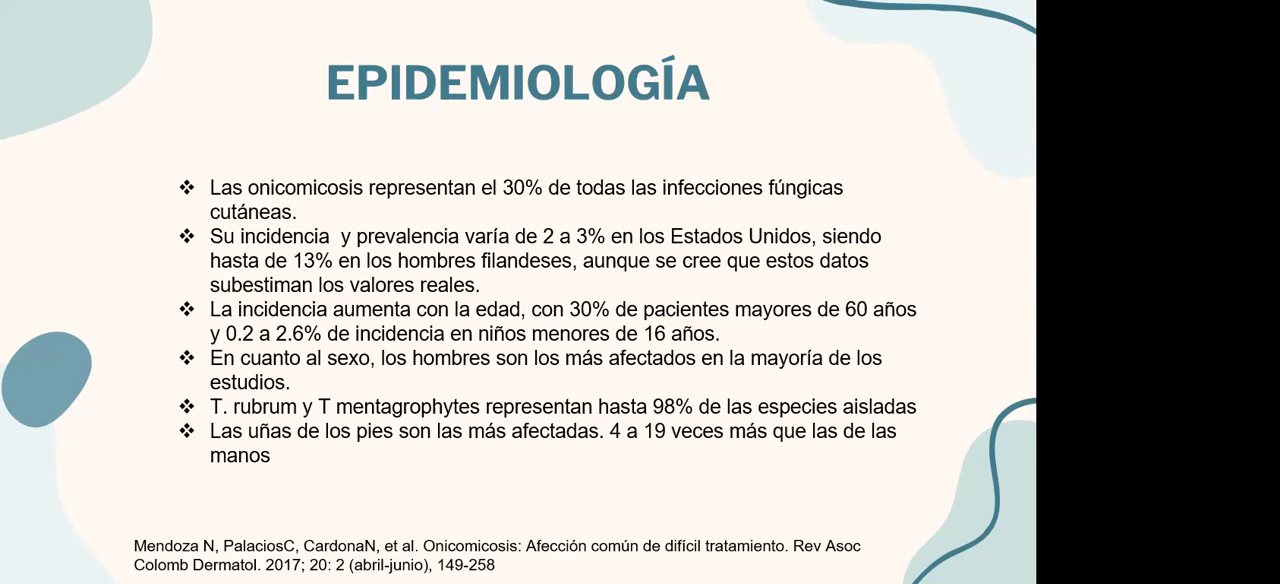 EPIDEMIOLOGÍA
❖ Las onicomicosis representan el 30% de todas las infecciones fúngicas
cutáneas.
❖ Su incidencia  y prevalencia varía de 2 a 3% en los Estados Unidos, siendo
hasta de 13% en los hombres filandeses, aunque se cree que estos datos
subestiman los valores reales.
❖ La incidencia aumenta con la edad, con 30% de pacientes mayores de 60 años
y 0.2 a 2.6% de incidencia en niños menores de 16 años.
❖ En cuanto al sexo, los hombres son los más afectados en la mayoría de los
estudios.
❖ T. rubrum y T mentagrophytes representan hasta 98% de las especies aisladas
❖ Las uñas de los pies son las más afectadas. 4 a 19 veces más que las de las
manos
Mendoza N, PalaciosC, CardonaN, et al. Onicomicosis: Afección común de difícil tratamiento. Rev Asoc
Colomb Dermatol. 2017; 20: 2 (abril-junio), 149-258